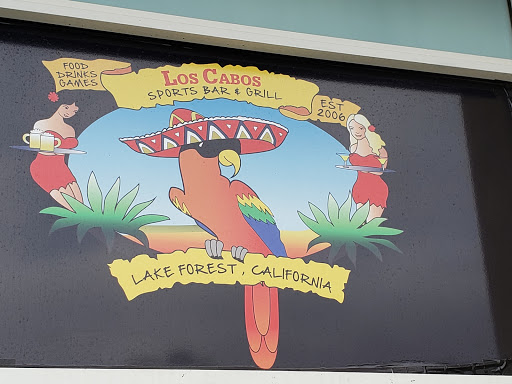 FOOD
DRINKS
GAMES
LOS CABOS
SPORTS BAR & GRILL
EST
2006
LAKE FOREST, CALIFORNIA